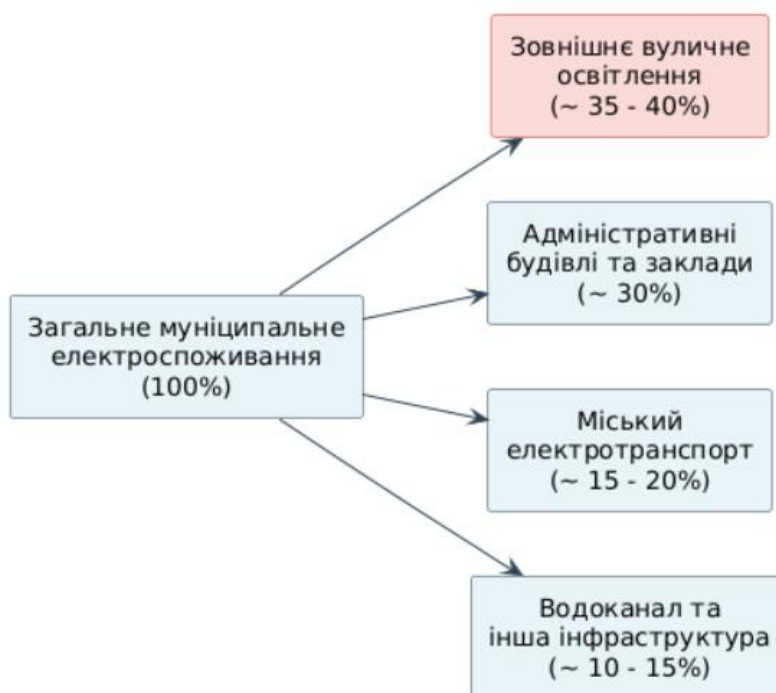 Зовнішнє вуличне
освітлення
(~ 35 - 40%)
Адміністративні
будівлі та заклади
(~ 30%)
Загальне муніципальне
електроспоживання
(100%)
Міський
електротранспорт
(~ 15 - 20%)
Водоканал та
інша інфраструктура
(~ 10 - 15%)